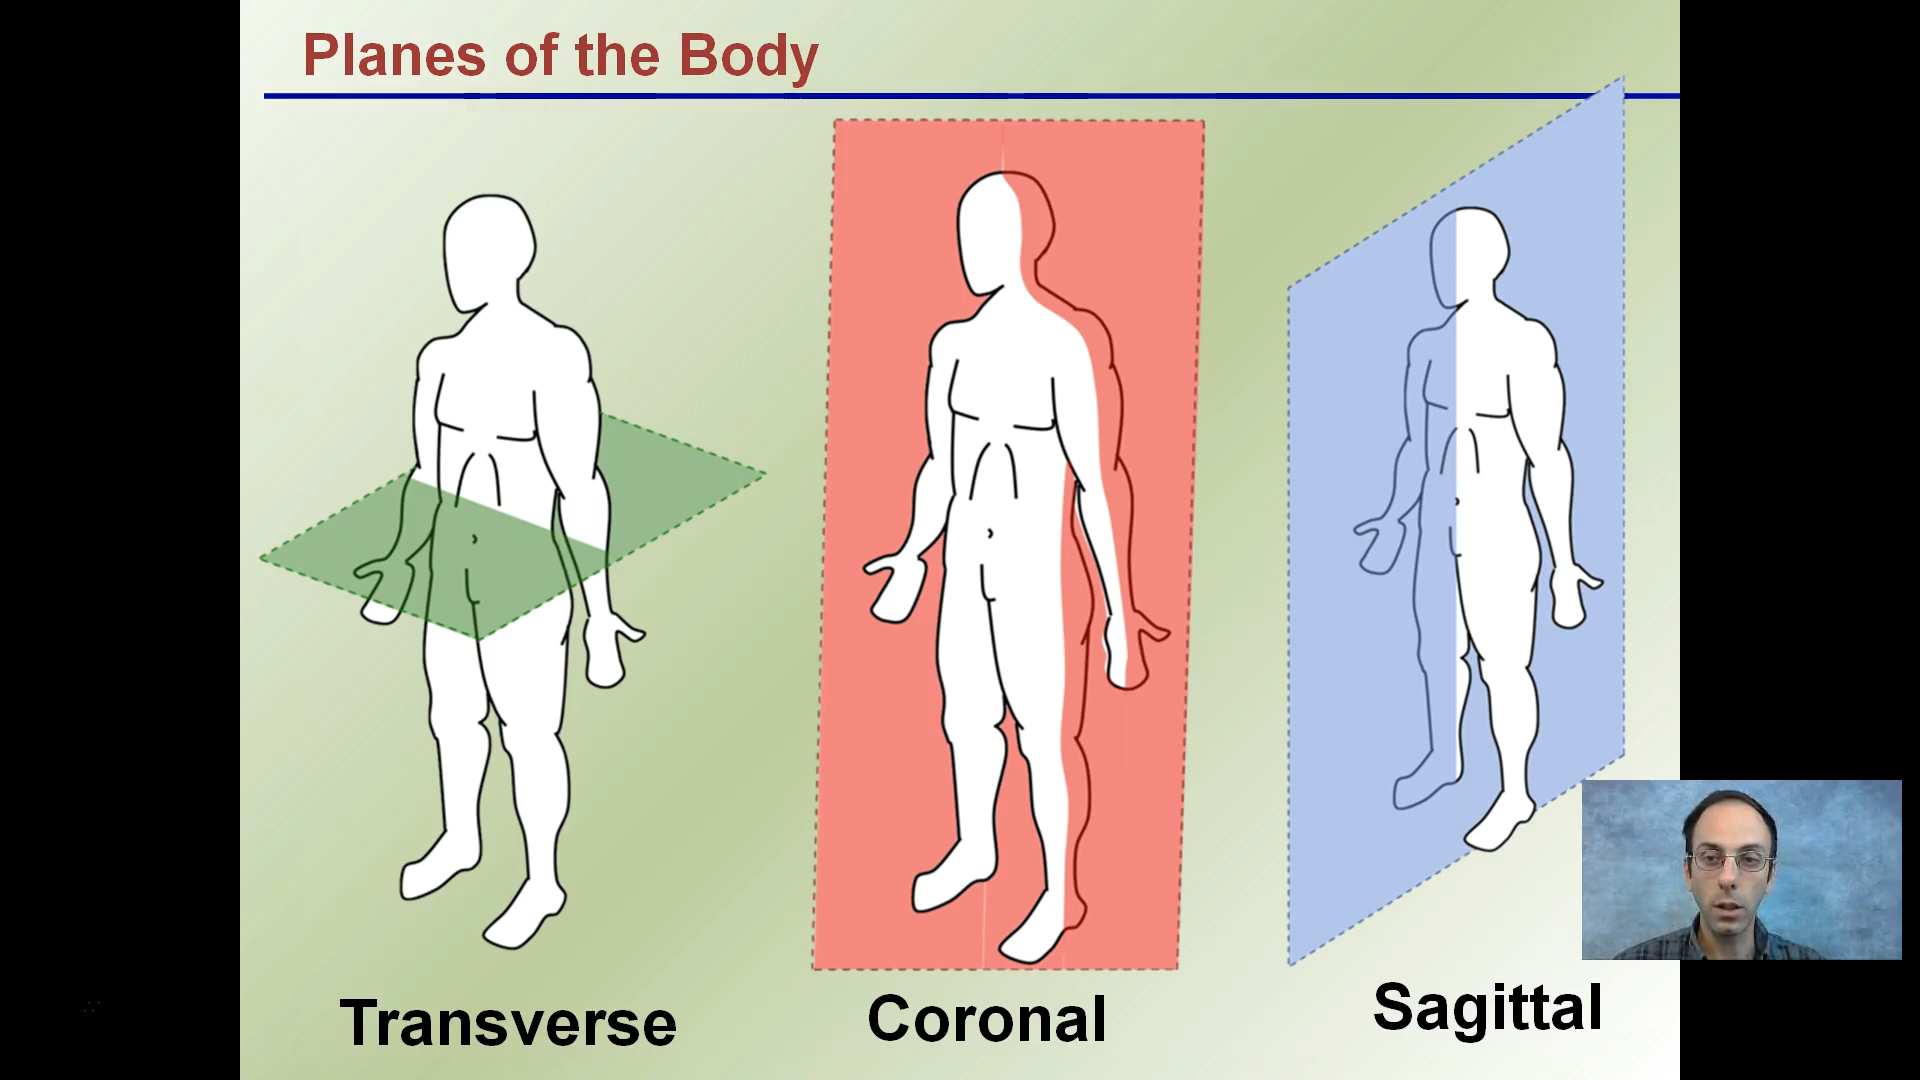 Planes of the Body
Transverse
Coronal
Sagittal